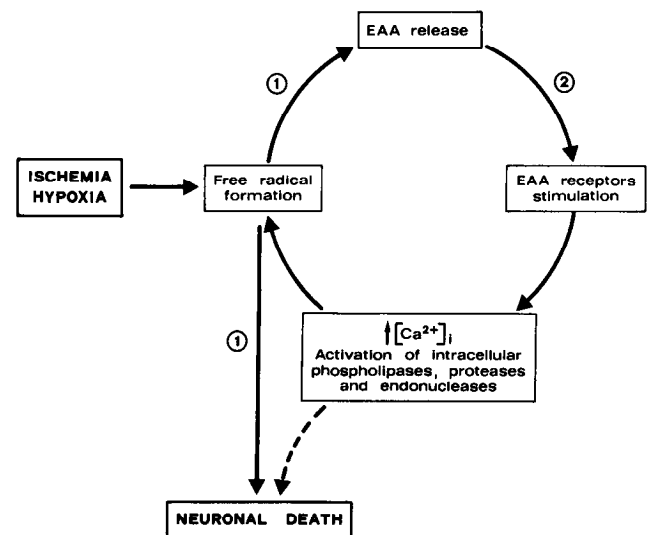 EAA release
①
②
ISCHEMIA
HYPOXIA
Free radical
formation
EAA receptors
stimulation
↑[Ca²⁺]ᵢ
Activation of intracellular
phospholipases, proteases
and endonucleases
①
NEURONAL DEATH